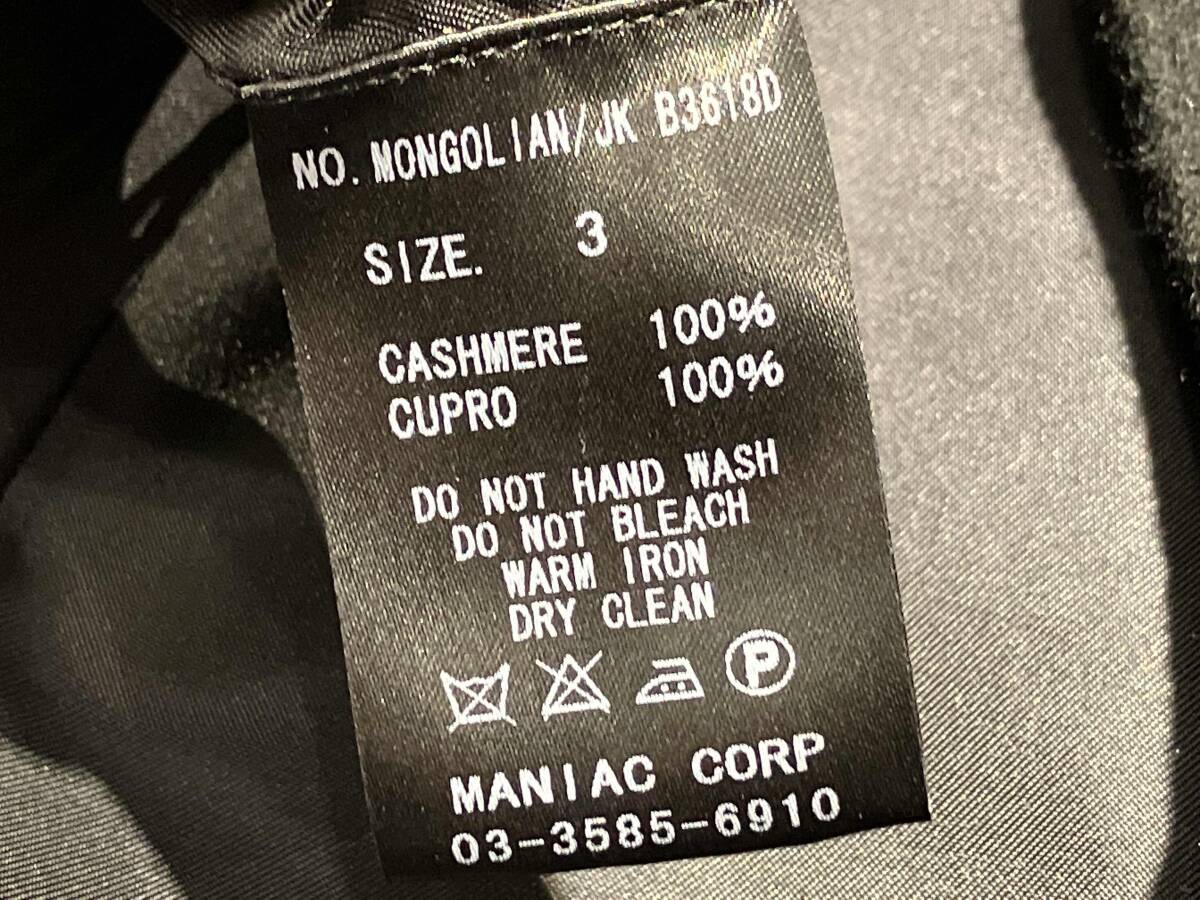 NO. MONGOLIAN/JK B3618D
SIZE. 3
CASHMERE 100%
CUPRO 100%
DO NOT HAND WASH
DO NOT BLEACH
WARM IRON
DRY CLEAN
P
MANIAC CORP
03-3585-6910